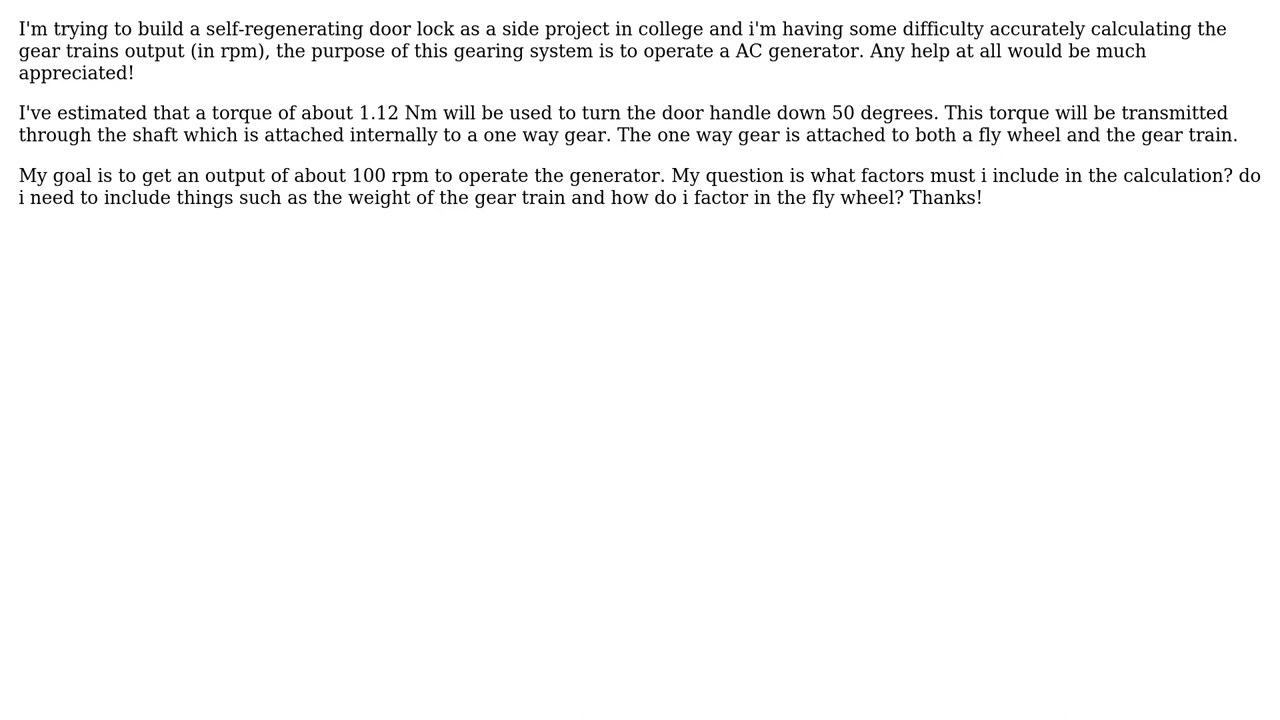 I'm trying to build a self-regenerating door lock as a side project in college and i'm having some difficulty accurately calculating the
gear trains output (in rpm), the purpose of this gearing system is to operate a AC generator. Any help at all would be much
appreciated!
I've estimated that a torque of about 1.12 Nm will be used to turn the door handle down 50 degrees. This torque will be transmitted
through the shaft which is attached internally to a one way gear. The one way gear is attached to both a fly wheel and the gear train.
My goal is to get an output of about 100 rpm to operate the generator. My question is what factors must i include in the calculation? do
i need to include things such as the weight of the gear train and how do i factor in the fly wheel? Thanks!